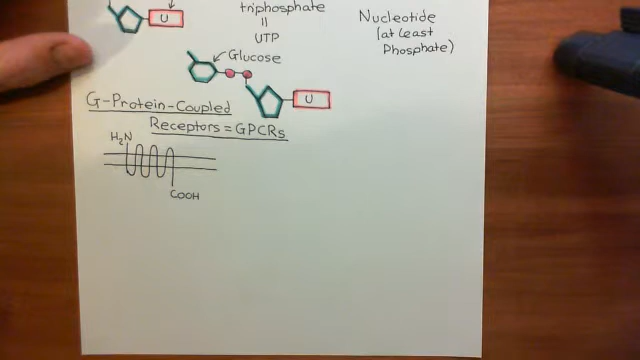 U
triphosphate
=
UTP
Nucleotide
(at least
Phosphate)
Glucose
U
G-Protein-Coupled
Receptors = GPCRs
H₂N
COOH